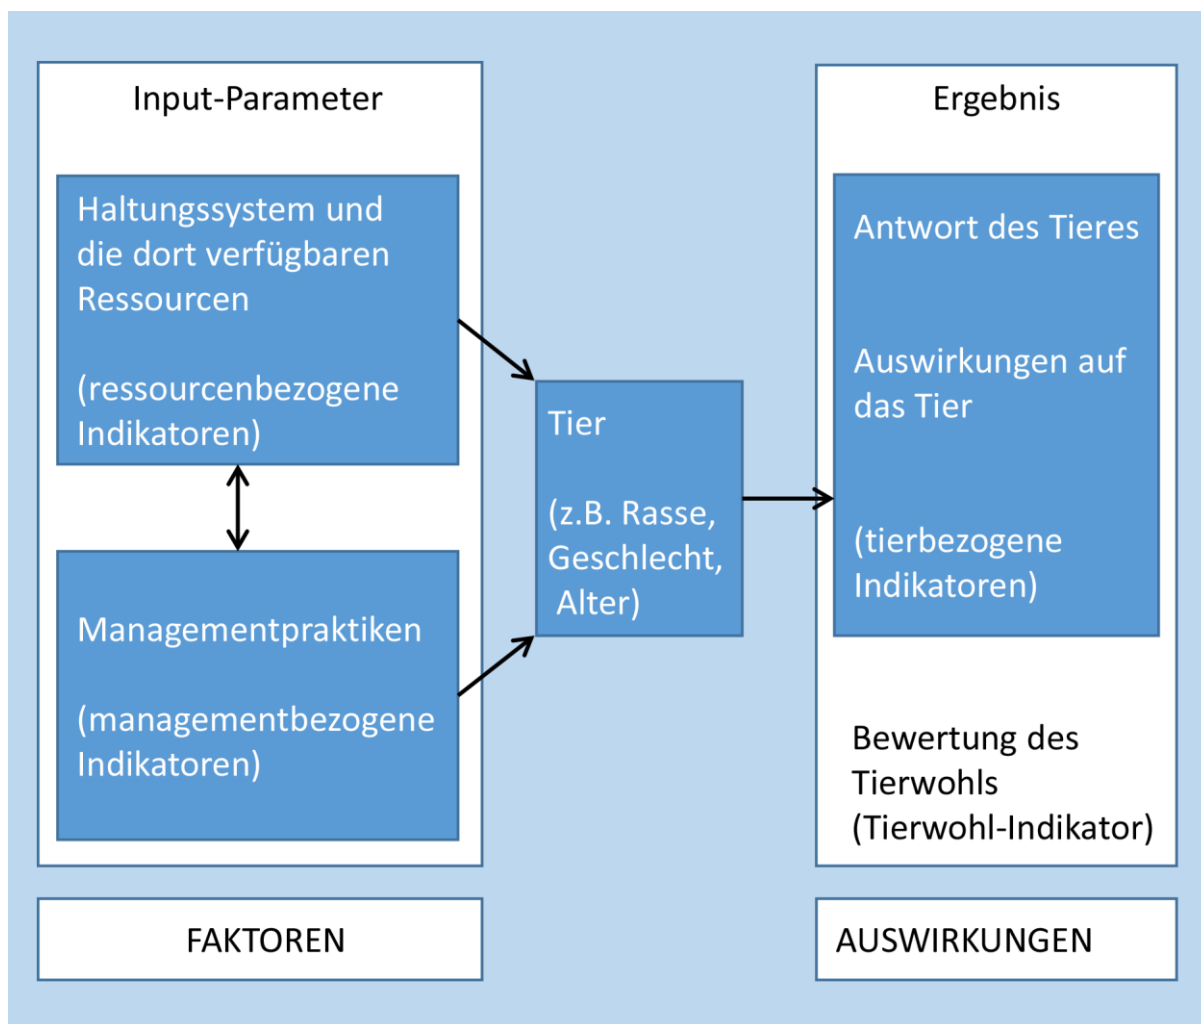 Input-Parameter
Haltungssystem und
die dort verfügbaren
Ressourcen
(ressourcenbezogene
Indikatoren)
Managementpraktiken
(managementbezogene
Indikatoren)
FAKTOREN
Tier
(z.B. Rasse,
Geschlecht,
Alter)
Ergebnis
Antwort des Tieres
Auswirkungen auf
das Tier
(tierbezogene
Indikatoren)
Bewertung des
Tierwohls
(Tierwohl-Indikator)
AUSWIRKUNGEN